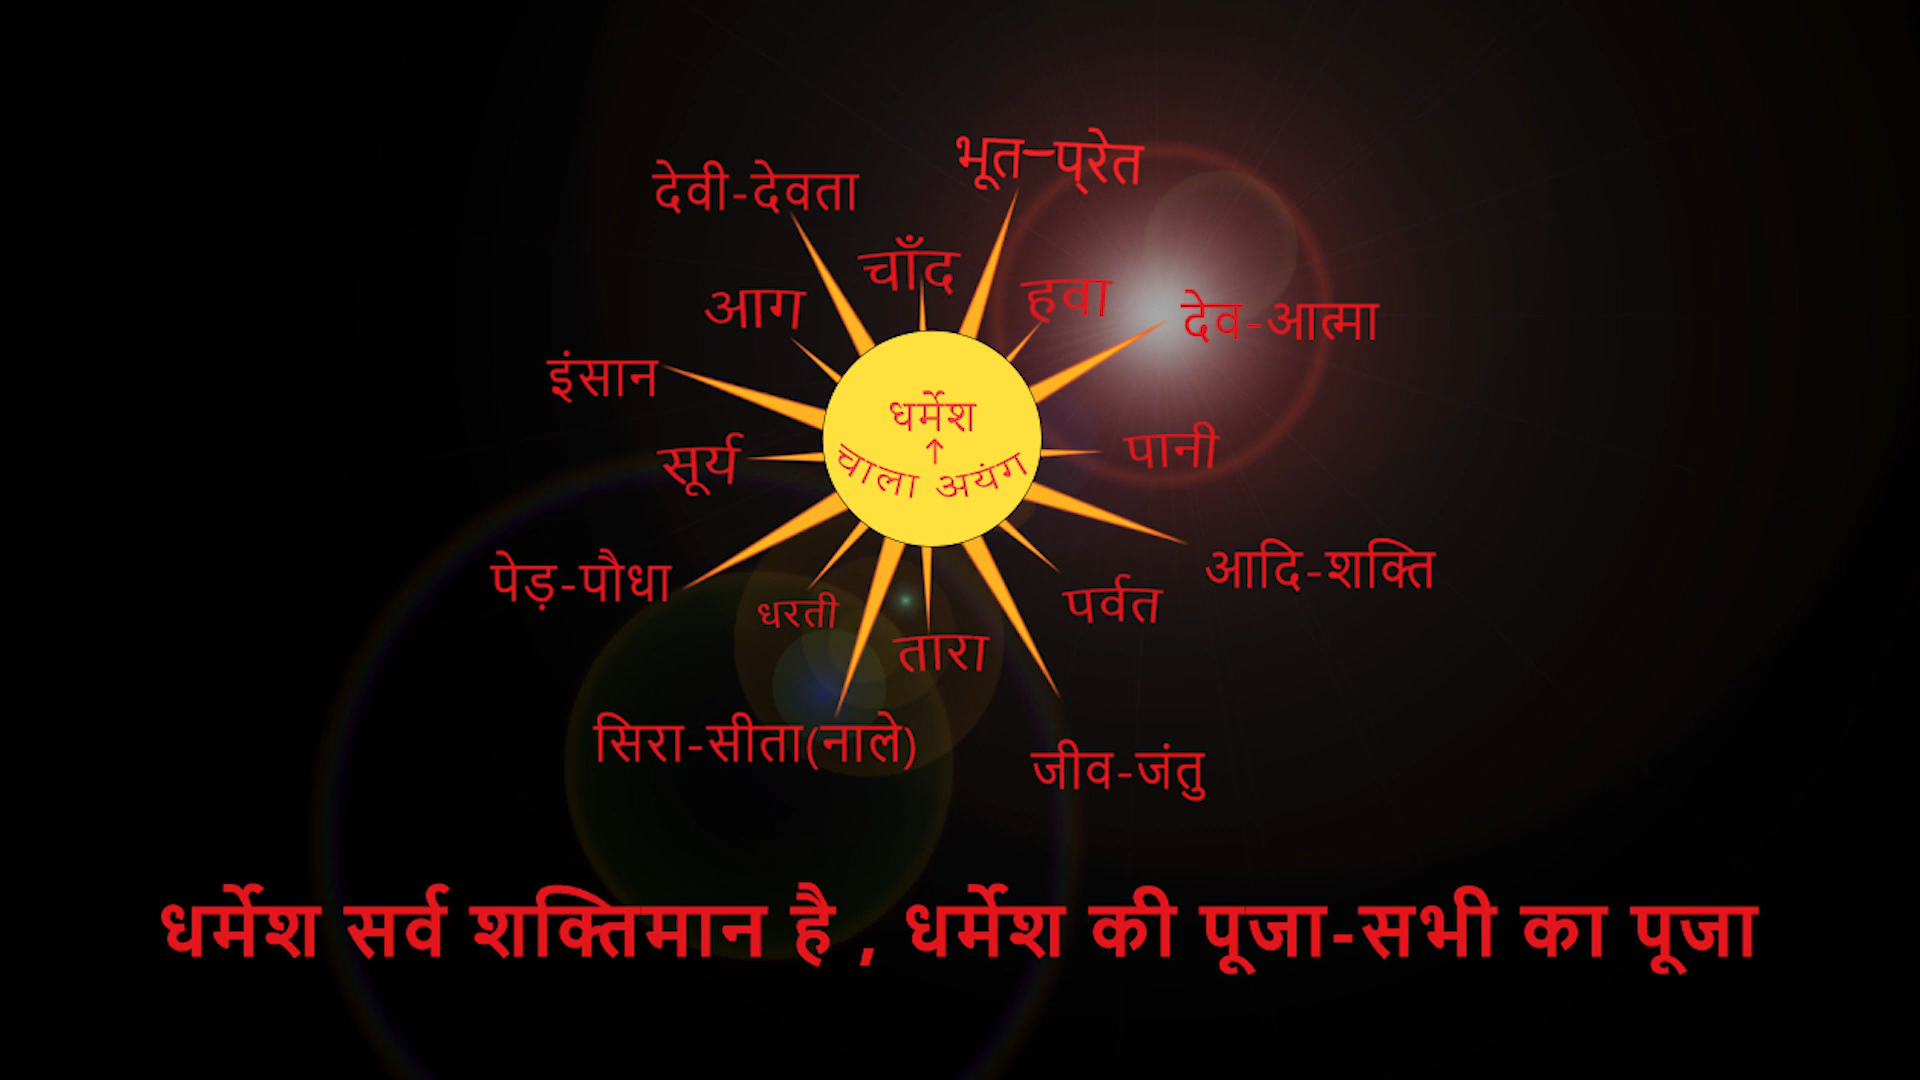 भूत-प्रेत
देवी-देवता
चाँद
हवा
आग
देव-आत्मा
इंसान
धर्मेश
↑
चाला अयंग
पानी
सूर्य
आदि-शक्ति
पेड़-पौधा
पर्वत
धरती
तारा
सिरा-सीता(नाले)
जीव-जंतु
धर्मेश सर्व शक्तिमान है , धर्मेश की पूजा-सभी का पूजा